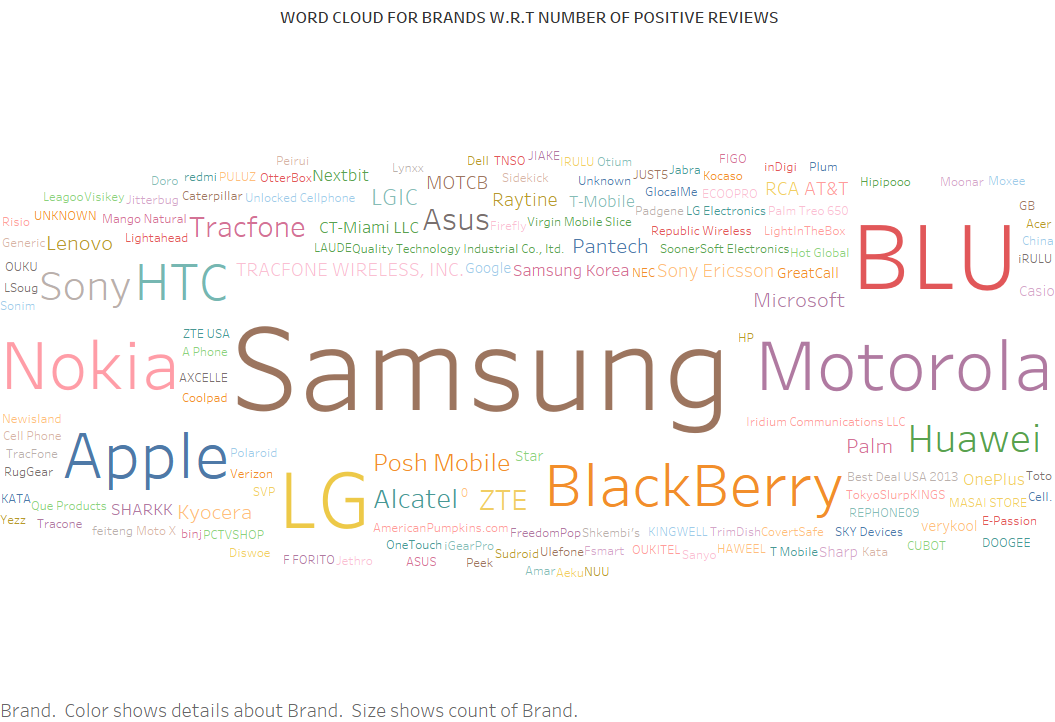 WORD CLOUD FOR BRANDS W.R.T NUMBER OF POSITIVE REVIEWS
Peirui
Lynxx
Dell
TNSO
JIAKE
iRULU
Otium
FIGO
inDigi
Plum
Doro
redmi
PULUZ
OtterBox
Nextbit
MOTCB
Sidekick
Unknown
JUST5
Jabra
Kocaso
RCA
AT&T
Hipipooo
Moonar
Moxee
Leagoo
Visikey
Jitterbug
Caterpillar
Unlocked Cellphone
LGIC
Raytine
T-Mobile
GlocalMe
ECOOPRO
Padgene
LG Electronics
Palm Treo 650
GB
Risio
UNKNOWN
Mango Natural
Tracfone
CT-Miami LLC
Asus
Firefly
Virgin Mobile Slice
Republic Wireless
LightInTheBox
BLU
Acer
Generic
Lenovo
Lightahead
LAUDE
Quality Technology Industrial Co., ltd.
Pantech
SoonerSoft Electronics
Hot Global
China
iRULU
OUKU
LSoug
Sony
HTC
TRACFONE WIRELESS, INC.
Google
Samsung Korea
NEC
Sony Ericsson
GreatCall
Casio
Sonim
Microsoft
ZTE USA
HP
Nokia
A Phone
Samsung
Motorola
AXCELLE
Coolpad
Newisland
Cell Phone
Iridium Communications LLC
TracFone
Apple
Polaroid
Palm
Huawei
RugGear
Verizon
Posh Mobile
Star
BlackBerry
Best Deal USA 2013
OnePlus
Toto
KATA
Que Products
SVP
LG
Alcatel
0
ZTE
TokyoSlurpKINGS
MASAI STORE
Cell.
SHARKK
Kyocera
REPHONE09
Yezz
Tracone
feiteng
Moto X
binj
PCTVSHOP
AmericanPumpkins.com
FreedomPop
Shkembi's
KINGWELL
TrimDish
CovertSafe
SKY Devices
verykool
E-Passion
Diswoe
OneTouch
iGearPro
Sudroid
Ulefone
Fsmart
OUKITEL
Sanyo
HAWEEL
T Mobile
Sharp
Kata
CUBOT
DOOGEE
F FORITO
Jethro
ASUS
Peek
Amar
Aeku
NUU
Brand. Color shows details about Brand. Size shows count of Brand.